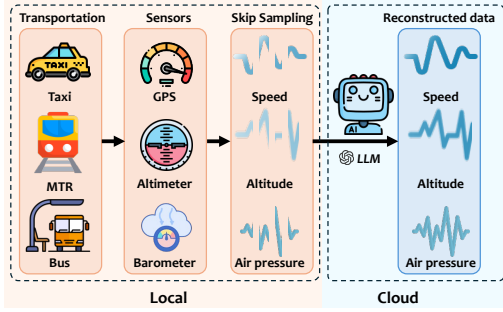 Transportation
Sensors
Skip Sampling
Reconstructed data
TAXI
Taxi
GPS
Speed
Speed
AI
LLM
MTR
Altimeter
Altitude
Altitude
Bus
Barometer
Air pressure
Air pressure
Local
Cloud